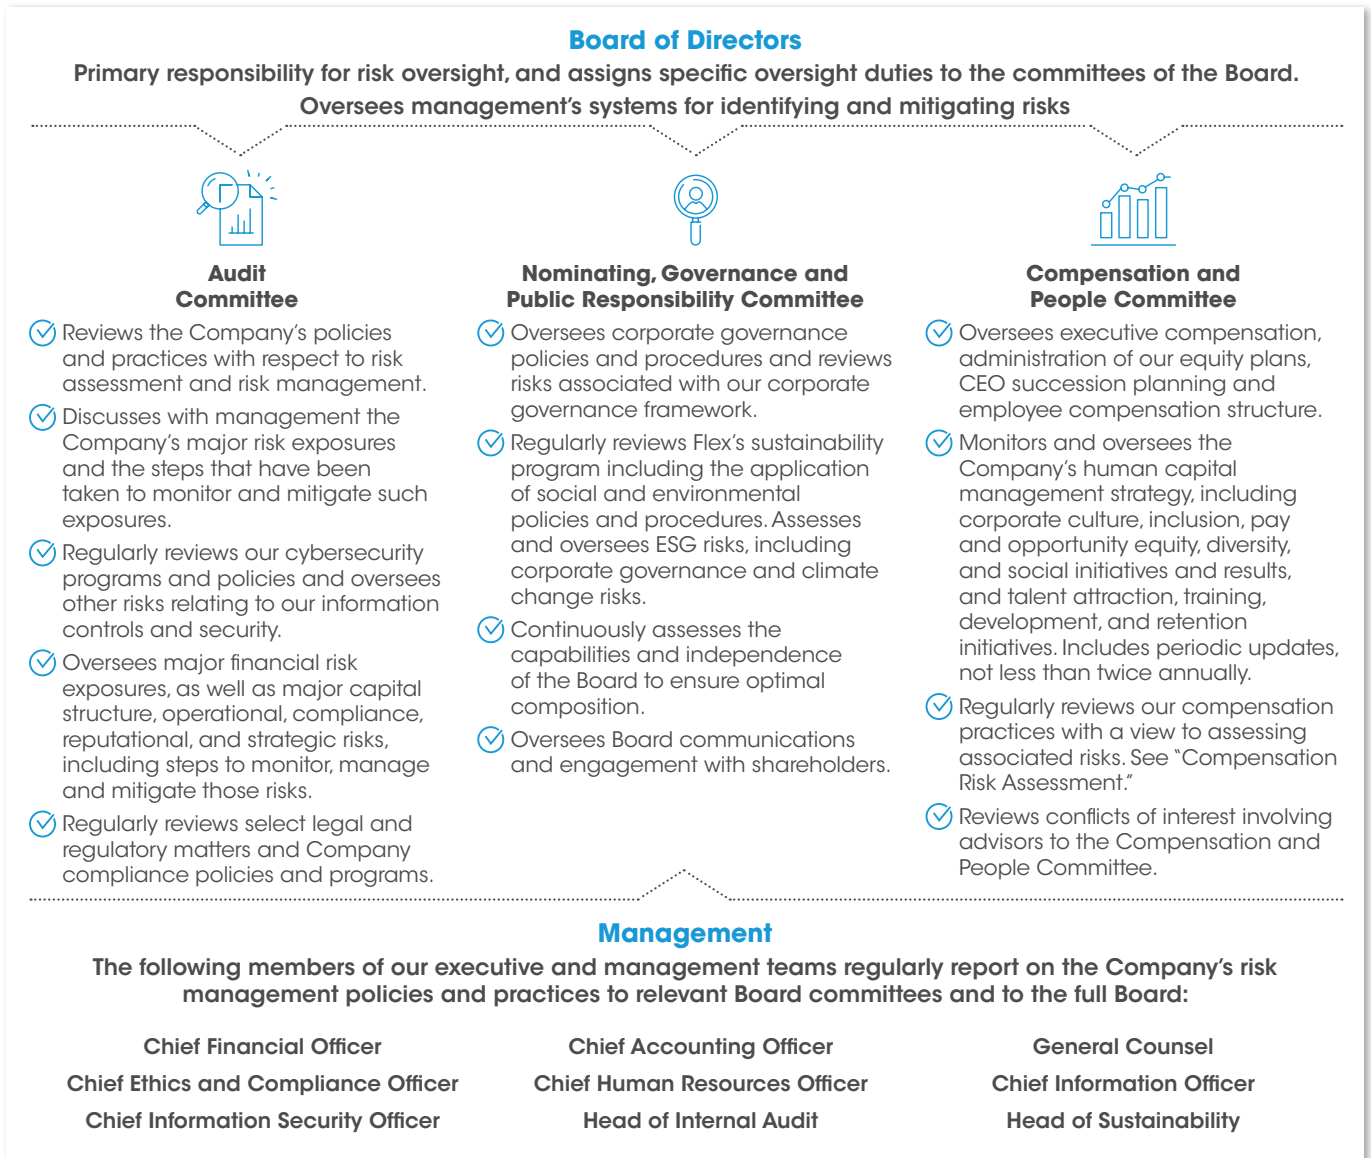 Board of Directors
Primary responsibility for risk oversight, and assigns specific oversight duties to the committees of the Board.
Oversees management’s systems for identifying and mitigating risks
Audit
Committee
Reviews the Company’s policies
and practices with respect to risk
assessment and risk management.
Discusses with management the
Company’s major risk exposures
and the steps that have been
taken to monitor and mitigate such
exposures.
Regularly reviews our cybersecurity
programs and policies and oversees
other risks relating to our information
controls and security.
Oversees major financial risk
exposures, as well as major capital
structure, operational, compliance,
reputational, and strategic risks,
including steps to monitor, manage
and mitigate those risks.
Regularly reviews select legal and
regulatory matters and Company
compliance policies and programs.
Nominating, Governance and
Public Responsibility Committee
Oversees corporate governance
policies and procedures and reviews
risks associated with our corporate
governance framework.
Regularly reviews Flex’s sustainability
program including the application
of social and environmental
policies and procedures. Assesses
and oversees ESG risks, including
corporate governance and climate
change risks.
Continuously assesses the
capabilities and independence
of the Board to ensure optimal
composition.
Oversees Board communications
and engagement with shareholders.
Compensation and
People Committee
Oversees executive compensation,
administration of our equity plans,
CEO succession planning and
employee compensation structure.
Monitors and oversees the
Company’s human capital
management strategy, including
corporate culture, inclusion, pay
and opportunity equity, diversity,
and social initiatives and results,
and talent attraction, training,
development, and retention
initiatives. Includes periodic updates,
not less than twice annually.
Regularly reviews our compensation
practices with a view to assessing
associated risks. See “Compensation
Risk Assessment.”
Reviews conflicts of interest involving
advisors to the Compensation and
People Committee.
Management
The following members of our executive and management teams regularly report on the Company’s risk
management policies and practices to relevant Board committees and to the full Board:
Chief Financial Officer
Chief Ethics and Compliance Officer
Chief Information Security Officer
Chief Accounting Officer
Chief Human Resources Officer
Head of Internal Audit
General Counsel
Chief Information Officer
Head of Sustainability